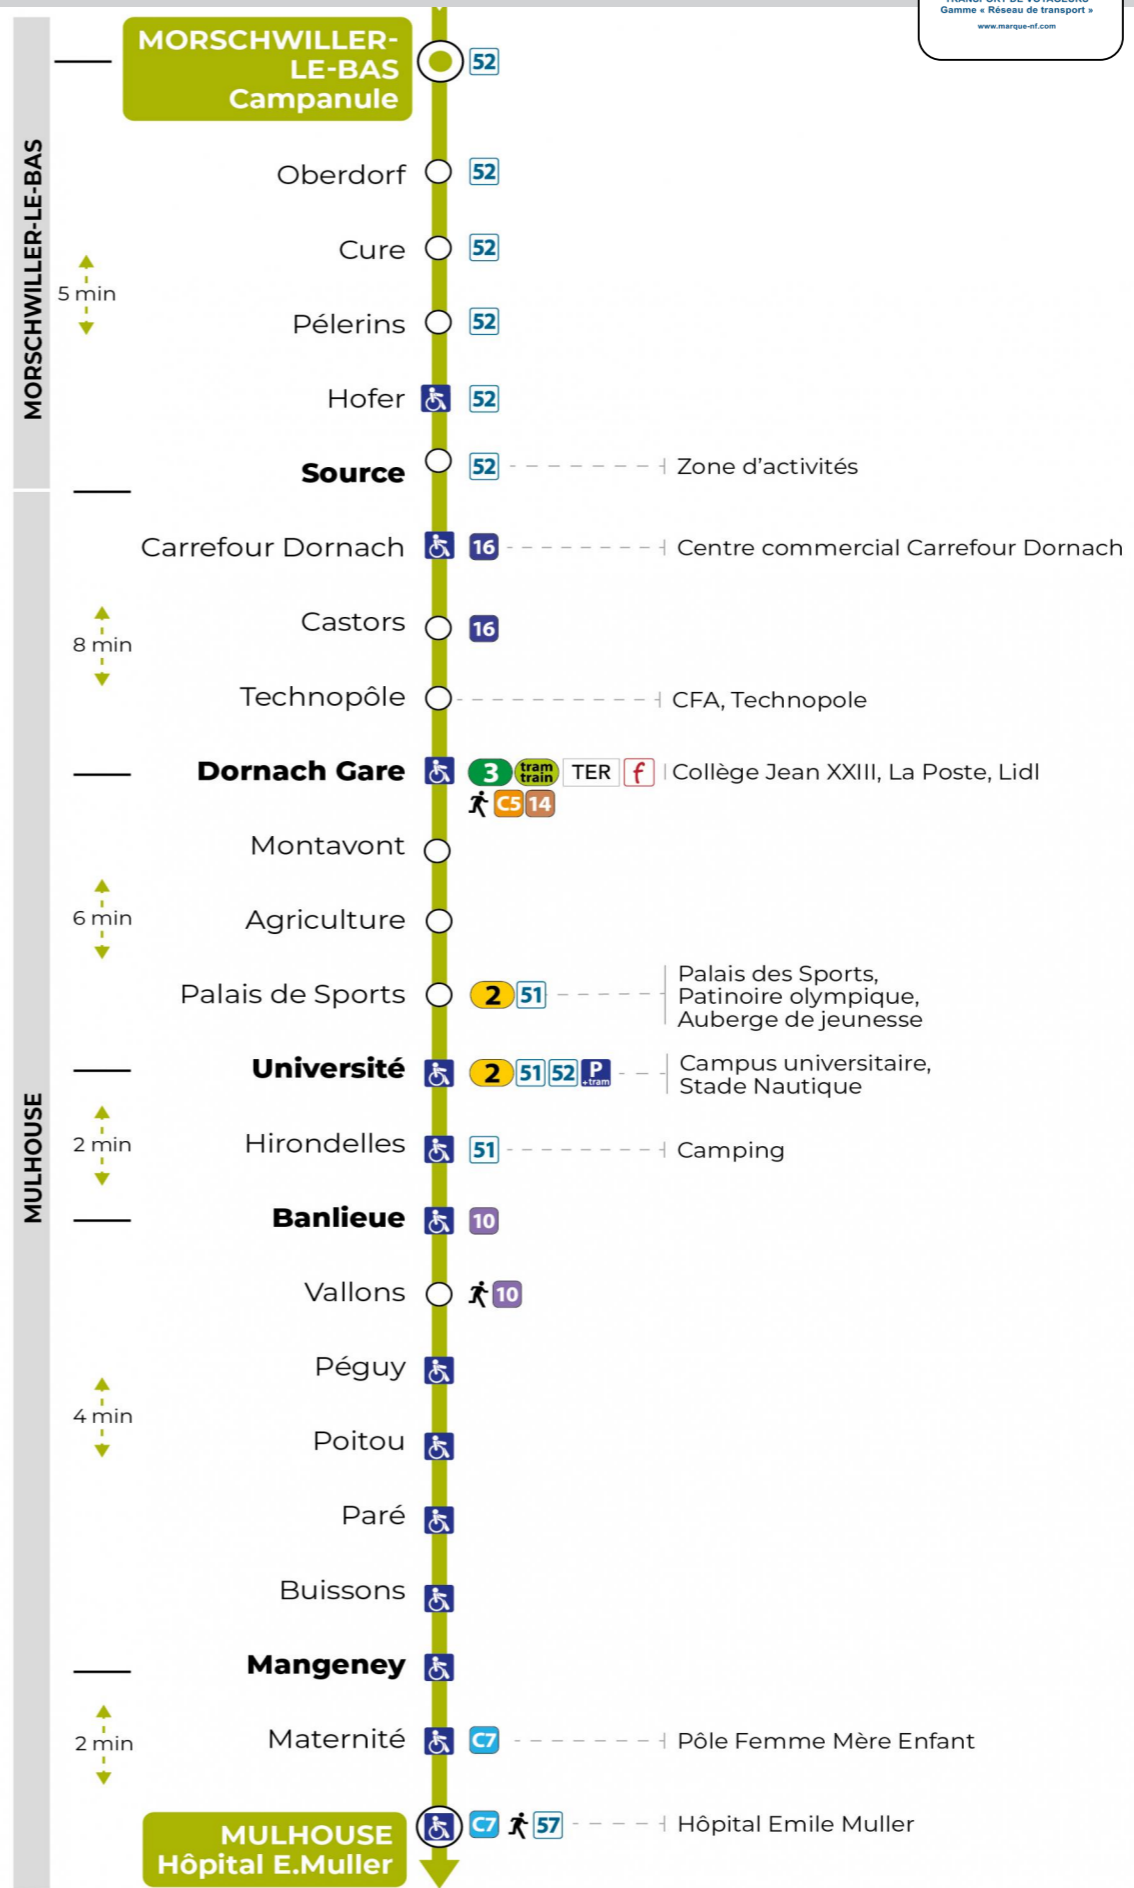 TRANSPORT DE VOYAGEURS
Gamme « Réseau de transport »
www.marque-nf.com
MORSCHWILLER-LE-BAS
MULHOUSE
MORSCHWILLER-
LE-BAS
Campanule
52
Oberdorf 52
Cure 52
5 min
Pélerins 52
Hofer 52
Source 52 Zone d’activités
Carrefour Dornach 16 Centre commercial Carrefour Dornach
Castors 16
8 min
Technopôle CFA, Technopole
Dornach Gare 3 tram train TER f Collège Jean XXIII, La Poste, Lidl
C5 14
Montavont
6 min
Agriculture
Palais de Sports 2 51
Palais des Sports,
Patinoire olympique,
Auberge de jeunesse
Université 2 51 52 P +tram
Campus universitaire,
Stade Nautique
2 min
Hirondelles 51 Camping
Banlieue 10
Vallons 10
Péguy
4 min
Poitou
Paré
Buissons
Mangeney
2 min
Maternité C7 Pôle Femme Mère Enfant
MULHOUSE
Hôpital E.Muller
C7 57 Hôpital Emile Muller